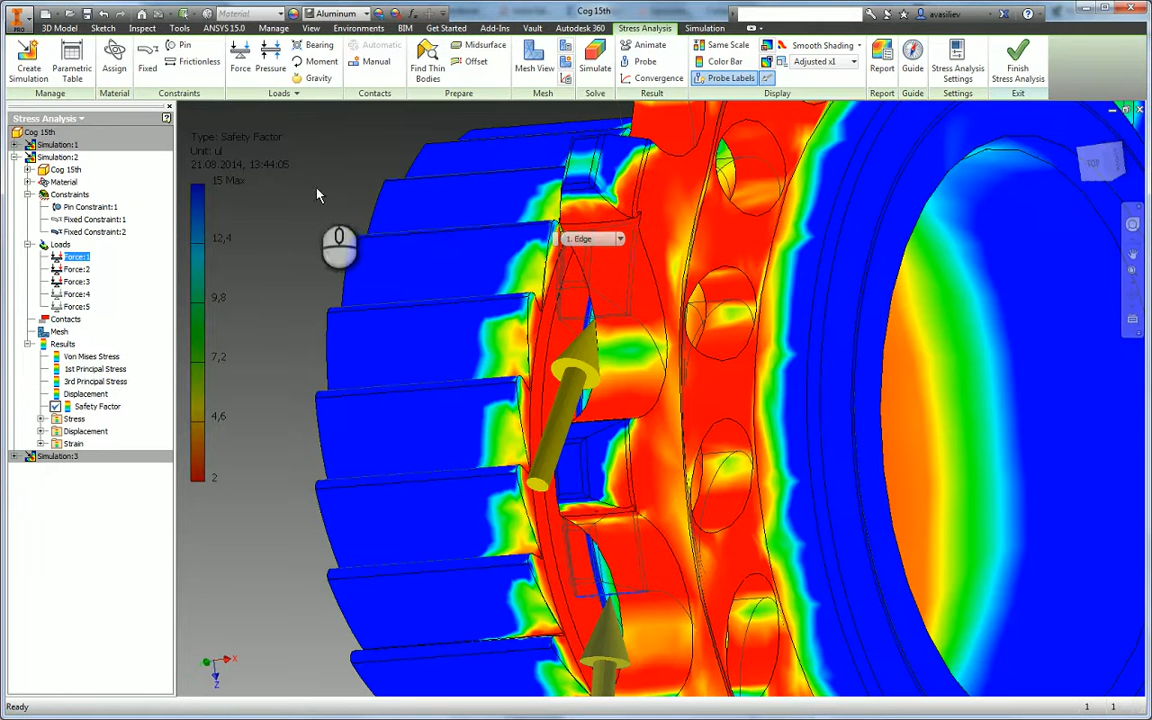 Material
Aluminum
Cog 15th
avasiliev
PRO
3D Model
Sketch
Inspect
Tools
ANSYS 15.0
Manage
View
Environments
BIM
Get Started
Add-Ins
Vault
Autodesk 360
Stress Analysis
Simulation
Create Simulation
Parametric Table
Manage
Assign
Material
Fixed
Pin
Frictionless
Constraints
Force
Pressure
Bearing
Moment
Gravity
Loads
Automatic
Manual
Contacts
Find Thin Bodies
Midsurface
Offset
Prepare
Mesh View
Mesh
Simulate
Solve
Animate
Probe
Convergence
Result
Same Scale
Color Bar
Probe Labels
Smooth Shading
Adjusted x1
Display
Report
Report
Guide
Guide
Stress Analysis Settings
Settings
Finish Stress Analysis
Exit
Stress Analysis
Cog 15th
Simulation:1
Simulation:2
Cog 15th
Material
Constraints
Pin Constraint:1
Fixed Constraint:1
Fixed Constraint:2
Loads
Force:1
Force:2
Force:3
Force:4
Force:5
Contacts
Mesh
Results
Von Mises Stress
1st Principal Stress
3rd Principal Stress
Displacement
Safety Factor
Stress
Displacement
Strain
Simulation:3
Type: Safety Factor
Unit: ul
21.08.2014, 13:44:05
15 Max
12,4
9,8
7,2
4,6
2
1. Edge
TOP
X
Z
Ready
1
1